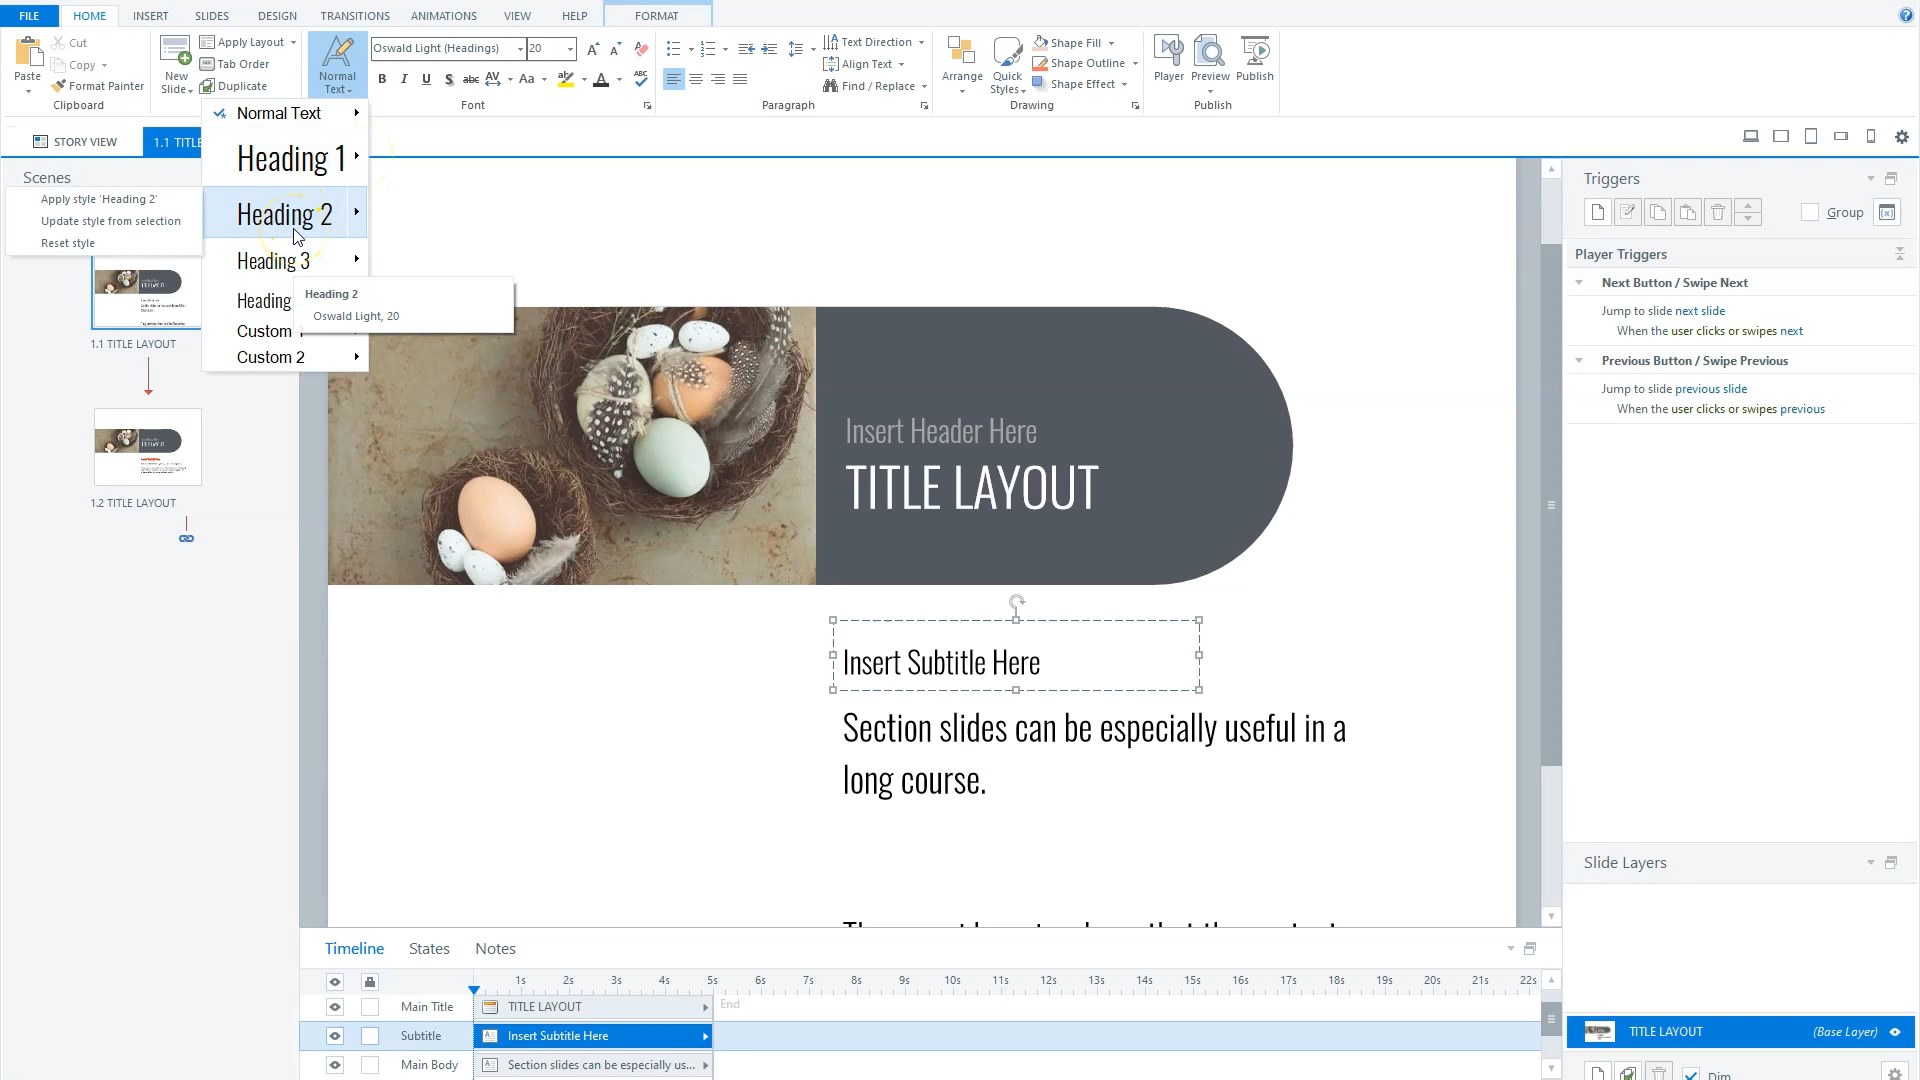 FILE HOME INSERT SLIDES DESIGN TRANSITIONS ANIMATIONS VIEW HELP FORMAT
Paste
Cut
Copy
Format Painter
Clipboard
New Slide
Apply Layout
Tab Order
Duplicate
Normal Text
Oswald Light (Headings) 20
B I U S abc AV Aa A ABC
Font
Text Direction
Align Text
Find / Replace
Paragraph
Arrange
Quick Styles
Shape Fill
Shape Outline
Shape Effect
Drawing
Player
Preview
Publish
Publish
STORY VIEW
1.1 TITLE
Normal Text
Heading 1
Heading 2
Heading 3
Heading
Custom
Custom 2
Scenes
Apply style 'Heading 2'
Update style from selection
Reset style
Heading 2
Oswald Light, 20
1.1 TITLE LAYOUT
1.2 TITLE LAYOUT
Insert Header Here
TITLE LAYOUT
Insert Subtitle Here
Section slides can be especially useful in a
long course.
Triggers
Group
Player Triggers
Next Button / Swipe Next
Jump to slide next slide
When the user clicks or swipes next
Previous Button / Swipe Previous
Jump to slide previous slide
When the user clicks or swipes previous
Slide Layers
TITLE LAYOUT (Base Layer)
Dim
Timeline States Notes
1s 2s 3s 4s 5s 6s 7s 8s 9s 10s 11s 12s 13s 14s 15s 16s 17s 18s 19s 20s 21s 22s
Main Title TITLE LAYOUT End
Subtitle Insert Subtitle Here
Main Body Section slides can be especially us...